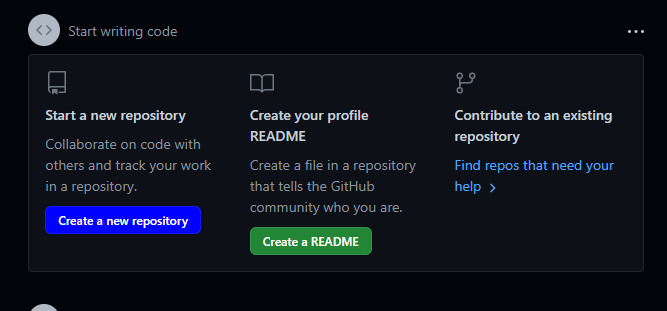 Start writing code
Start a new repository
Collaborate on code with
others and track your work
in a repository.
Create a new repository
Create your profile
README
Create a file in a repository
that tells the GitHub
community who you are.
Create a README
Contribute to an existing
repository
Find repos that need your
help